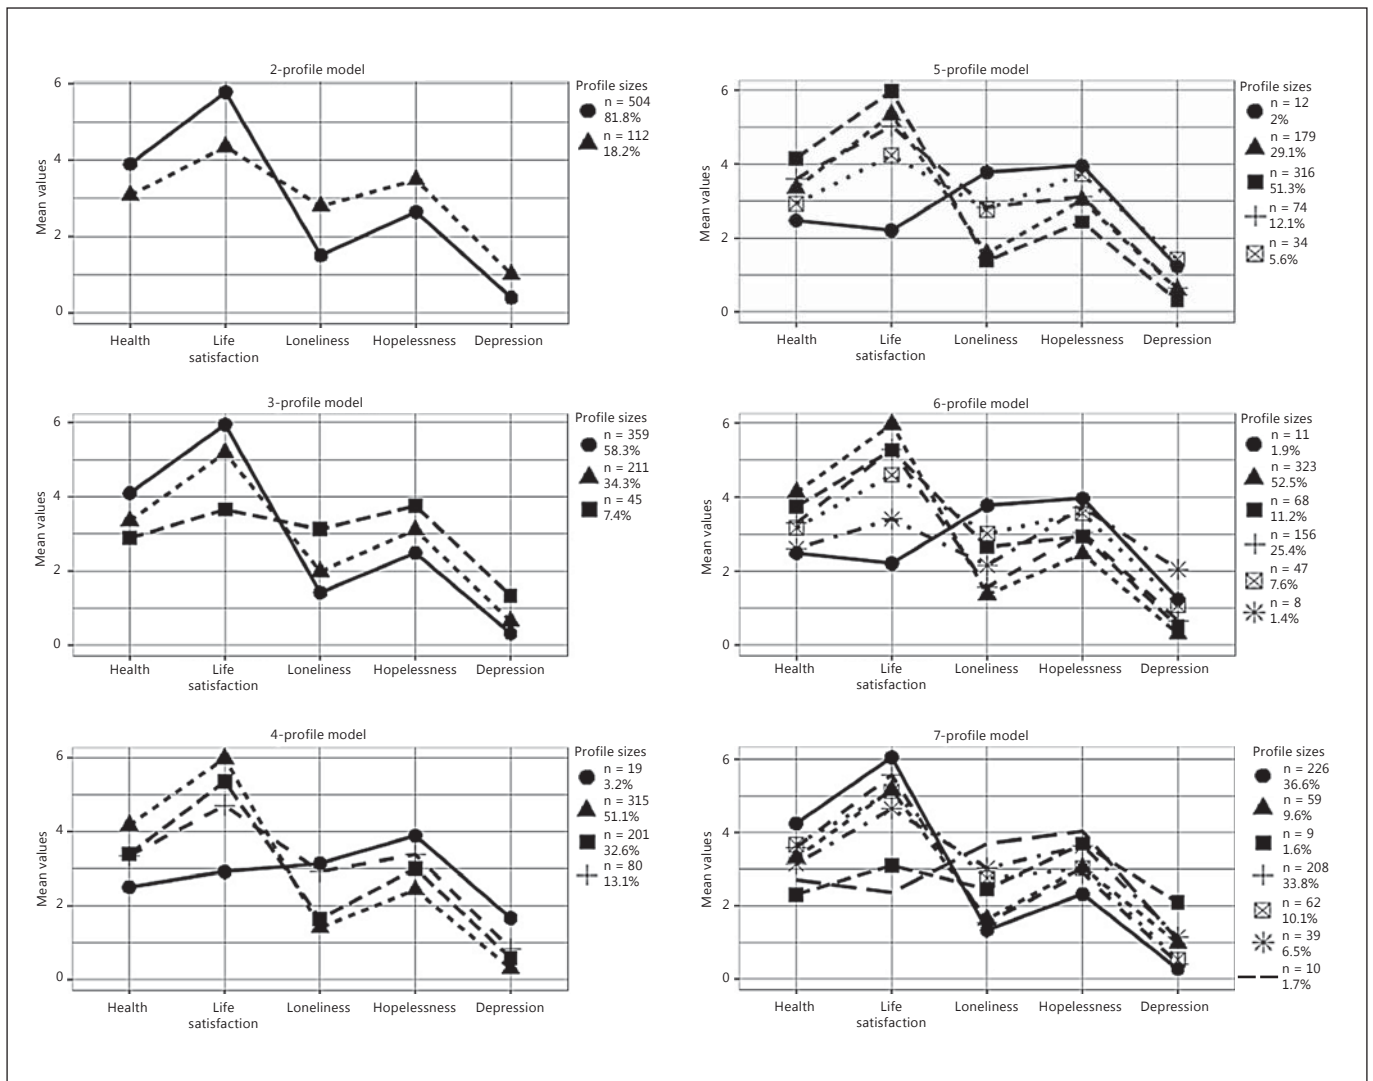 2-profile model
Mean values
6
4
2
0
Health
Life
satisfaction
Loneliness
Hopelessness
Depression
Profile sizes
n = 504
81.8%
n = 112
18.2%
5-profile model
Mean values
6
4
2
0
Health
Life
satisfaction
Loneliness
Hopelessness
Depression
Profile sizes
n = 12
2%
n = 179
29.1%
n = 316
51.3%
n = 74
12.1%
n = 34
5.6%
3-profile model
Mean values
6
4
2
0
Health
Life
satisfaction
Loneliness
Hopelessness
Depression
Profile sizes
n = 359
58.3%
n = 211
34.3%
n = 45
7.4%
6-profile model
Mean values
6
4
2
0
Health
Life
satisfaction
Loneliness
Hopelessness
Depression
Profile sizes
n = 11
1.9%
n = 323
52.5%
n = 68
11.2%
n = 156
25.4%
n = 47
7.6%
n = 8
1.4%
4-profile model
Mean values
6
4
2
0
Health
Life
satisfaction
Loneliness
Hopelessness
Depression
Profile sizes
n = 19
3.2%
n = 315
51.1%
n = 201
32.6%
n = 80
13.1%
7-profile model
Mean values
6
4
2
0
Health
Life
satisfaction
Loneliness
Hopelessness
Depression
Profile sizes
n = 226
36.6%
n = 59
9.6%
n = 9
1.6%
n = 208
33.8%
n = 62
10.1%
n = 39
6.5%
n = 10
1.7%